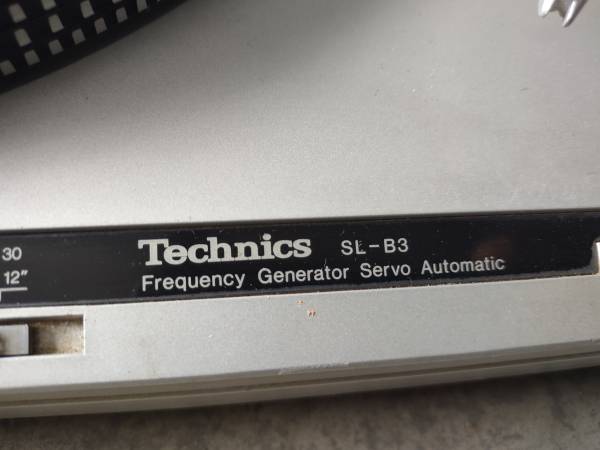 30
12"
Technics SL-B3
Frequency Generator Servo Automatic